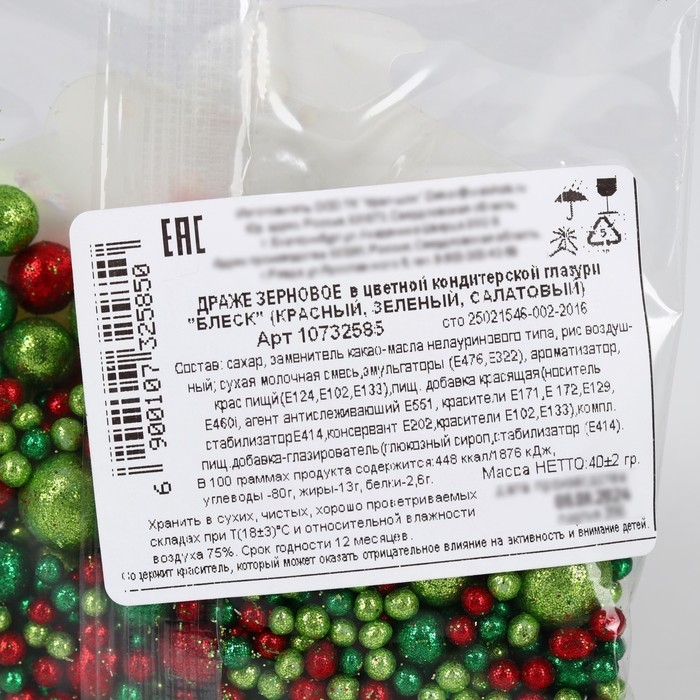 EAC
ДРАЖЕ ЗЕРНОВОЕ в цветной кондитерской глазури
"БЛЕСК" (КРАСНЫЙ, ЗЕЛЕНЫЙ, САЛАТОВЫЙ)
Арт 10732585 сто 25021546-002-2016
Состав: сахар, заменитель какао-масла нелауринового типа, рис воздуш-
ный; сухая молочная смесь,эмульгаторы (Е476,Е322), ароматизатор,
крас пищй(Е124,Е102,Е133),пищ. добавка красящая(носитель
Е460i, агент антислеживающий Е551, красители Е171,Е 172,Е129,
стабилизаторЕ414,консервант Е202,красители Е102,Е133),компл.
пищ.добавка-глазирователь(глюкозный сироп,стабилизатор (Е414).
В 100 граммах продукта содержится:448 ккал/1876 кДж,
углеводы -80г, жиры-13г, белки-2,6г. Масса НЕТТО:40±2 гр.
Хранить в сухих, чистых, хорошо проветриваемых
складах при Т(18±3)°С и относительной влажности
воздуха 75%. Срок годности 12 месяцев.
Содержит краситель, который может оказать отрицательное влияние на активность и внимание детей.
6 900107 325850
5